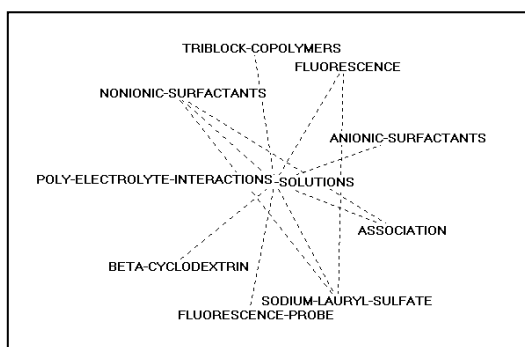 TRIBLOCK-COPOLYMERS
FLUORESCENCE
NONIONIC-SURFACTANTS
ANIONIC-SURFACTANTS
POLY-ELECTROLYTE-INTERACTIONS-SOLUTIONS
ASSOCIATION
BETA-CYCLODEXTRIN
SODIUM-LAURYL-SULFATE
FLUORESCENCE-PROBE